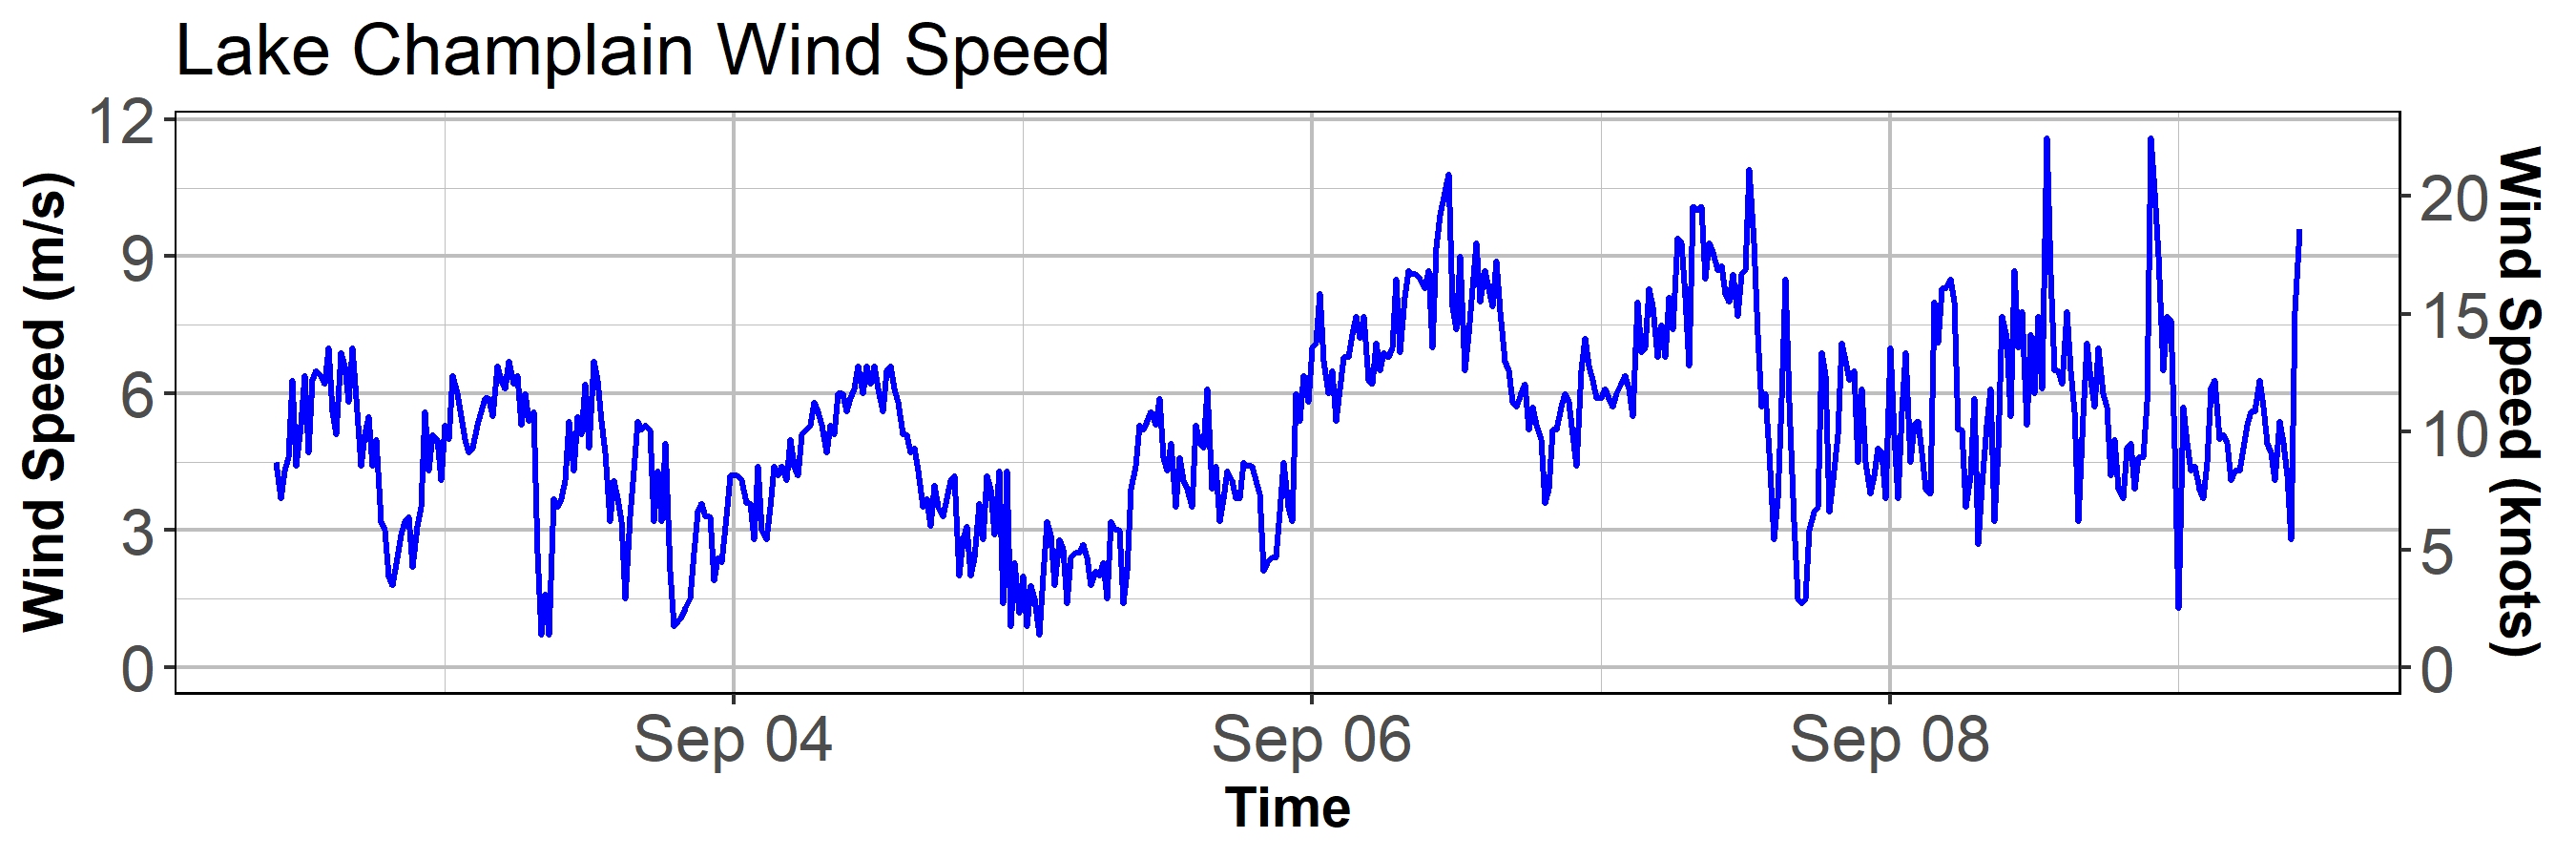 Lake Champlain Wind Speed
12
9
6
3
0
Wind Speed (m/s)
20
15
10
5
0
Wind Speed (knots)
Sep 04
Sep 06
Sep 08
Time